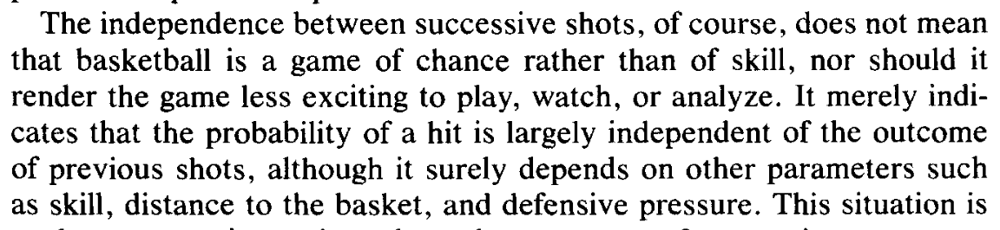 The independence between successive shots, of course, does not mean
that basketball is a game of chance rather than of skill, nor should it
render the game less exciting to play, watch, or analyze. It merely indi-
cates that the probability of a hit is largely independent of the outcome
of previous shots, although it surely depends on other parameters such
as skill, distance to the basket, and defensive pressure. This situation is